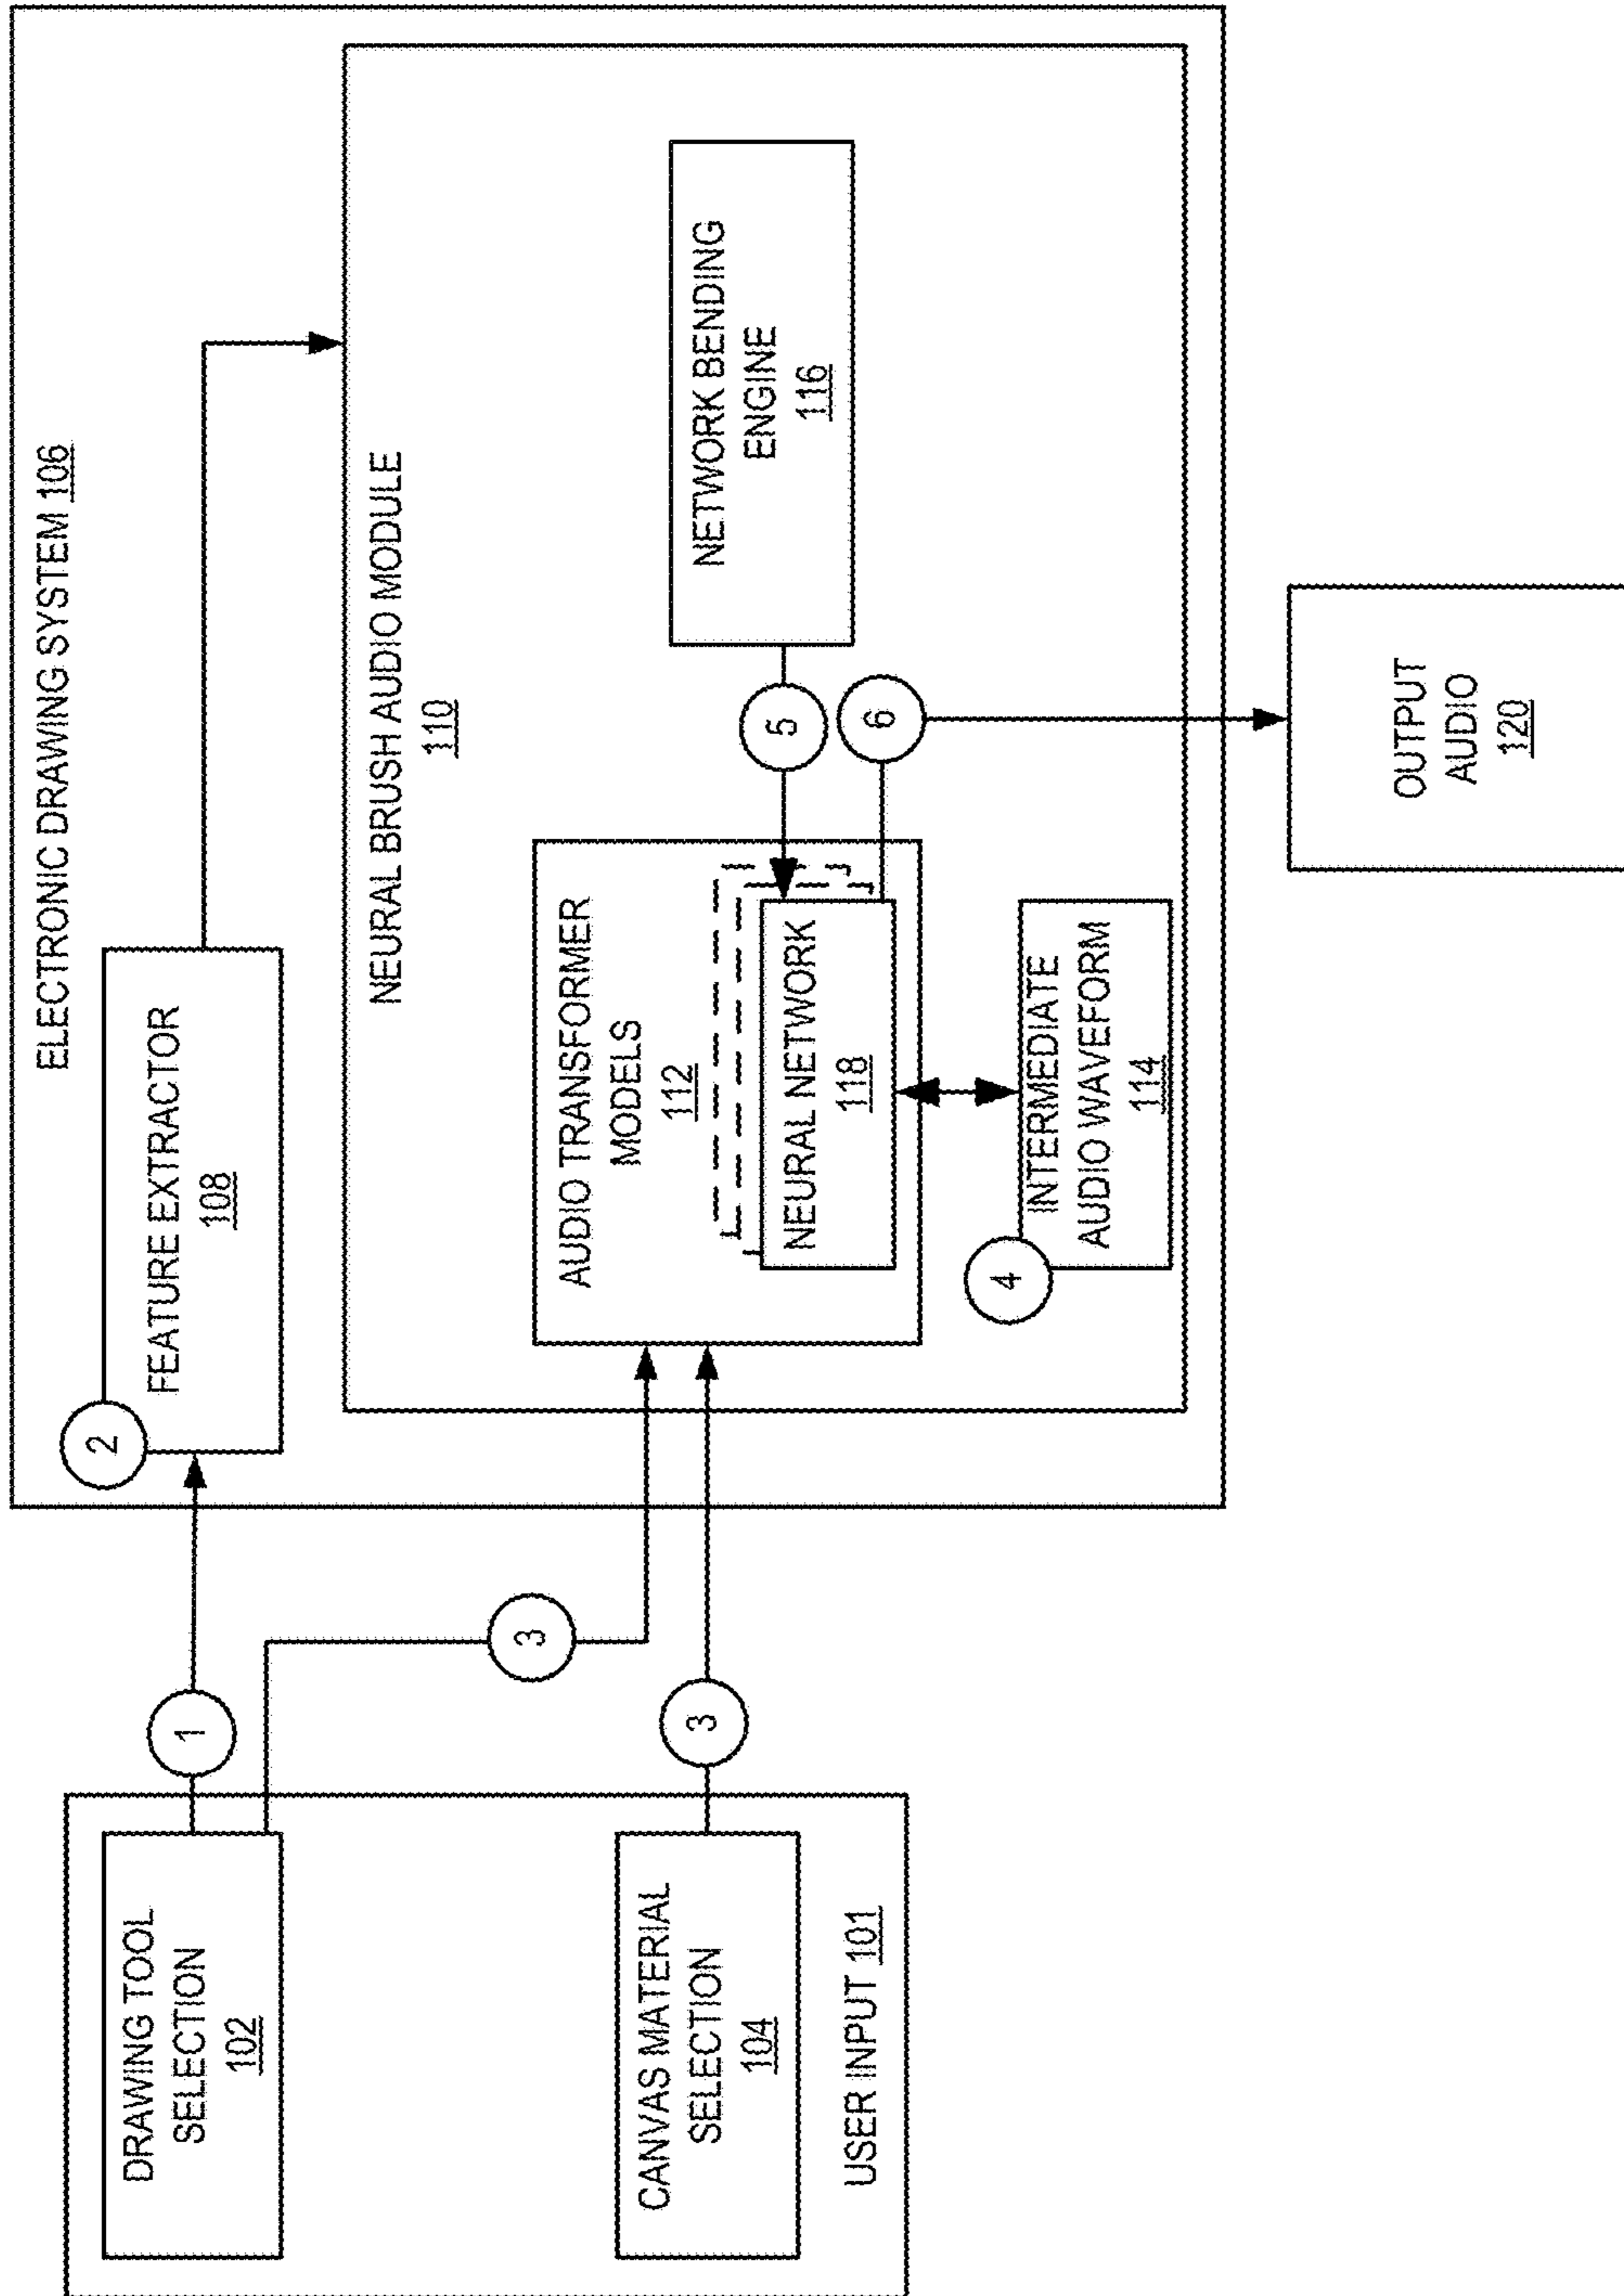 ELECTRONIC DRAWING SYSTEM 106
DRAWING TOOL
SELECTION
102
1
2
FEATURE EXTRACTOR
108
3
NEURAL BRUSH AUDIO MODULE
110
CANVAS MATERIAL
SELECTION
104
3
AUDIO TRANSFORMER
MODELS
112
NEURAL NETWORK
118
5
6
NETWORK BENDING
ENGINE
116
USER INPUT 101
4
INTERMEDIATE
AUDIO WAVEFORM
114
OUTPUT
AUDIO
120